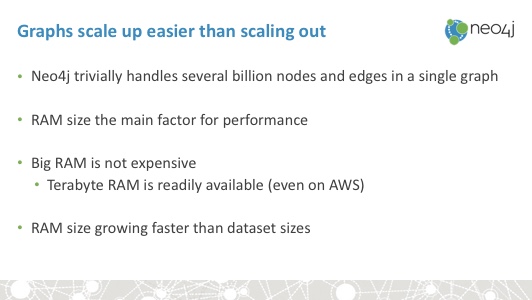 Graphs scale up easier than scaling out
neo4j
• Neo4j trivially handles several billion nodes and edges in a single graph
• RAM size the main factor for performance
• Big RAM is not expensive
• Terabyte RAM is readily available (even on AWS)
• RAM size growing faster than dataset sizes